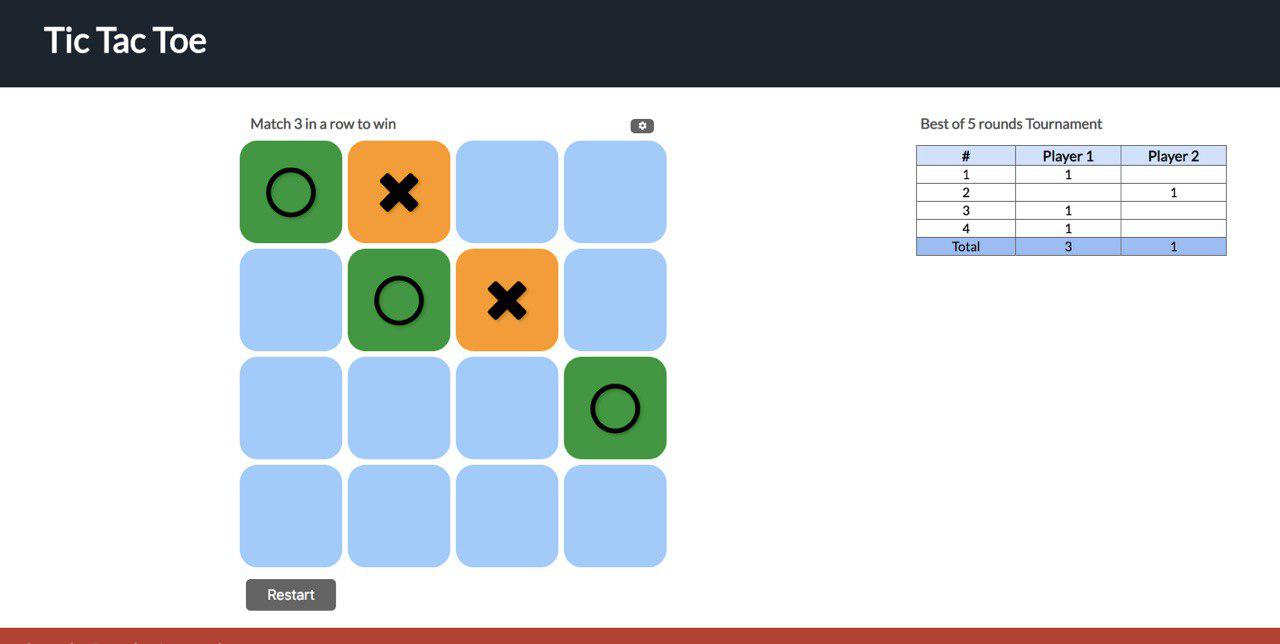 Tic Tac Toe
Match 3 in a row to win
Best of 5 rounds Tournament
# Player 1 Player 2
1 1
2 1
3 1
4 1
Total 3 1
Restart